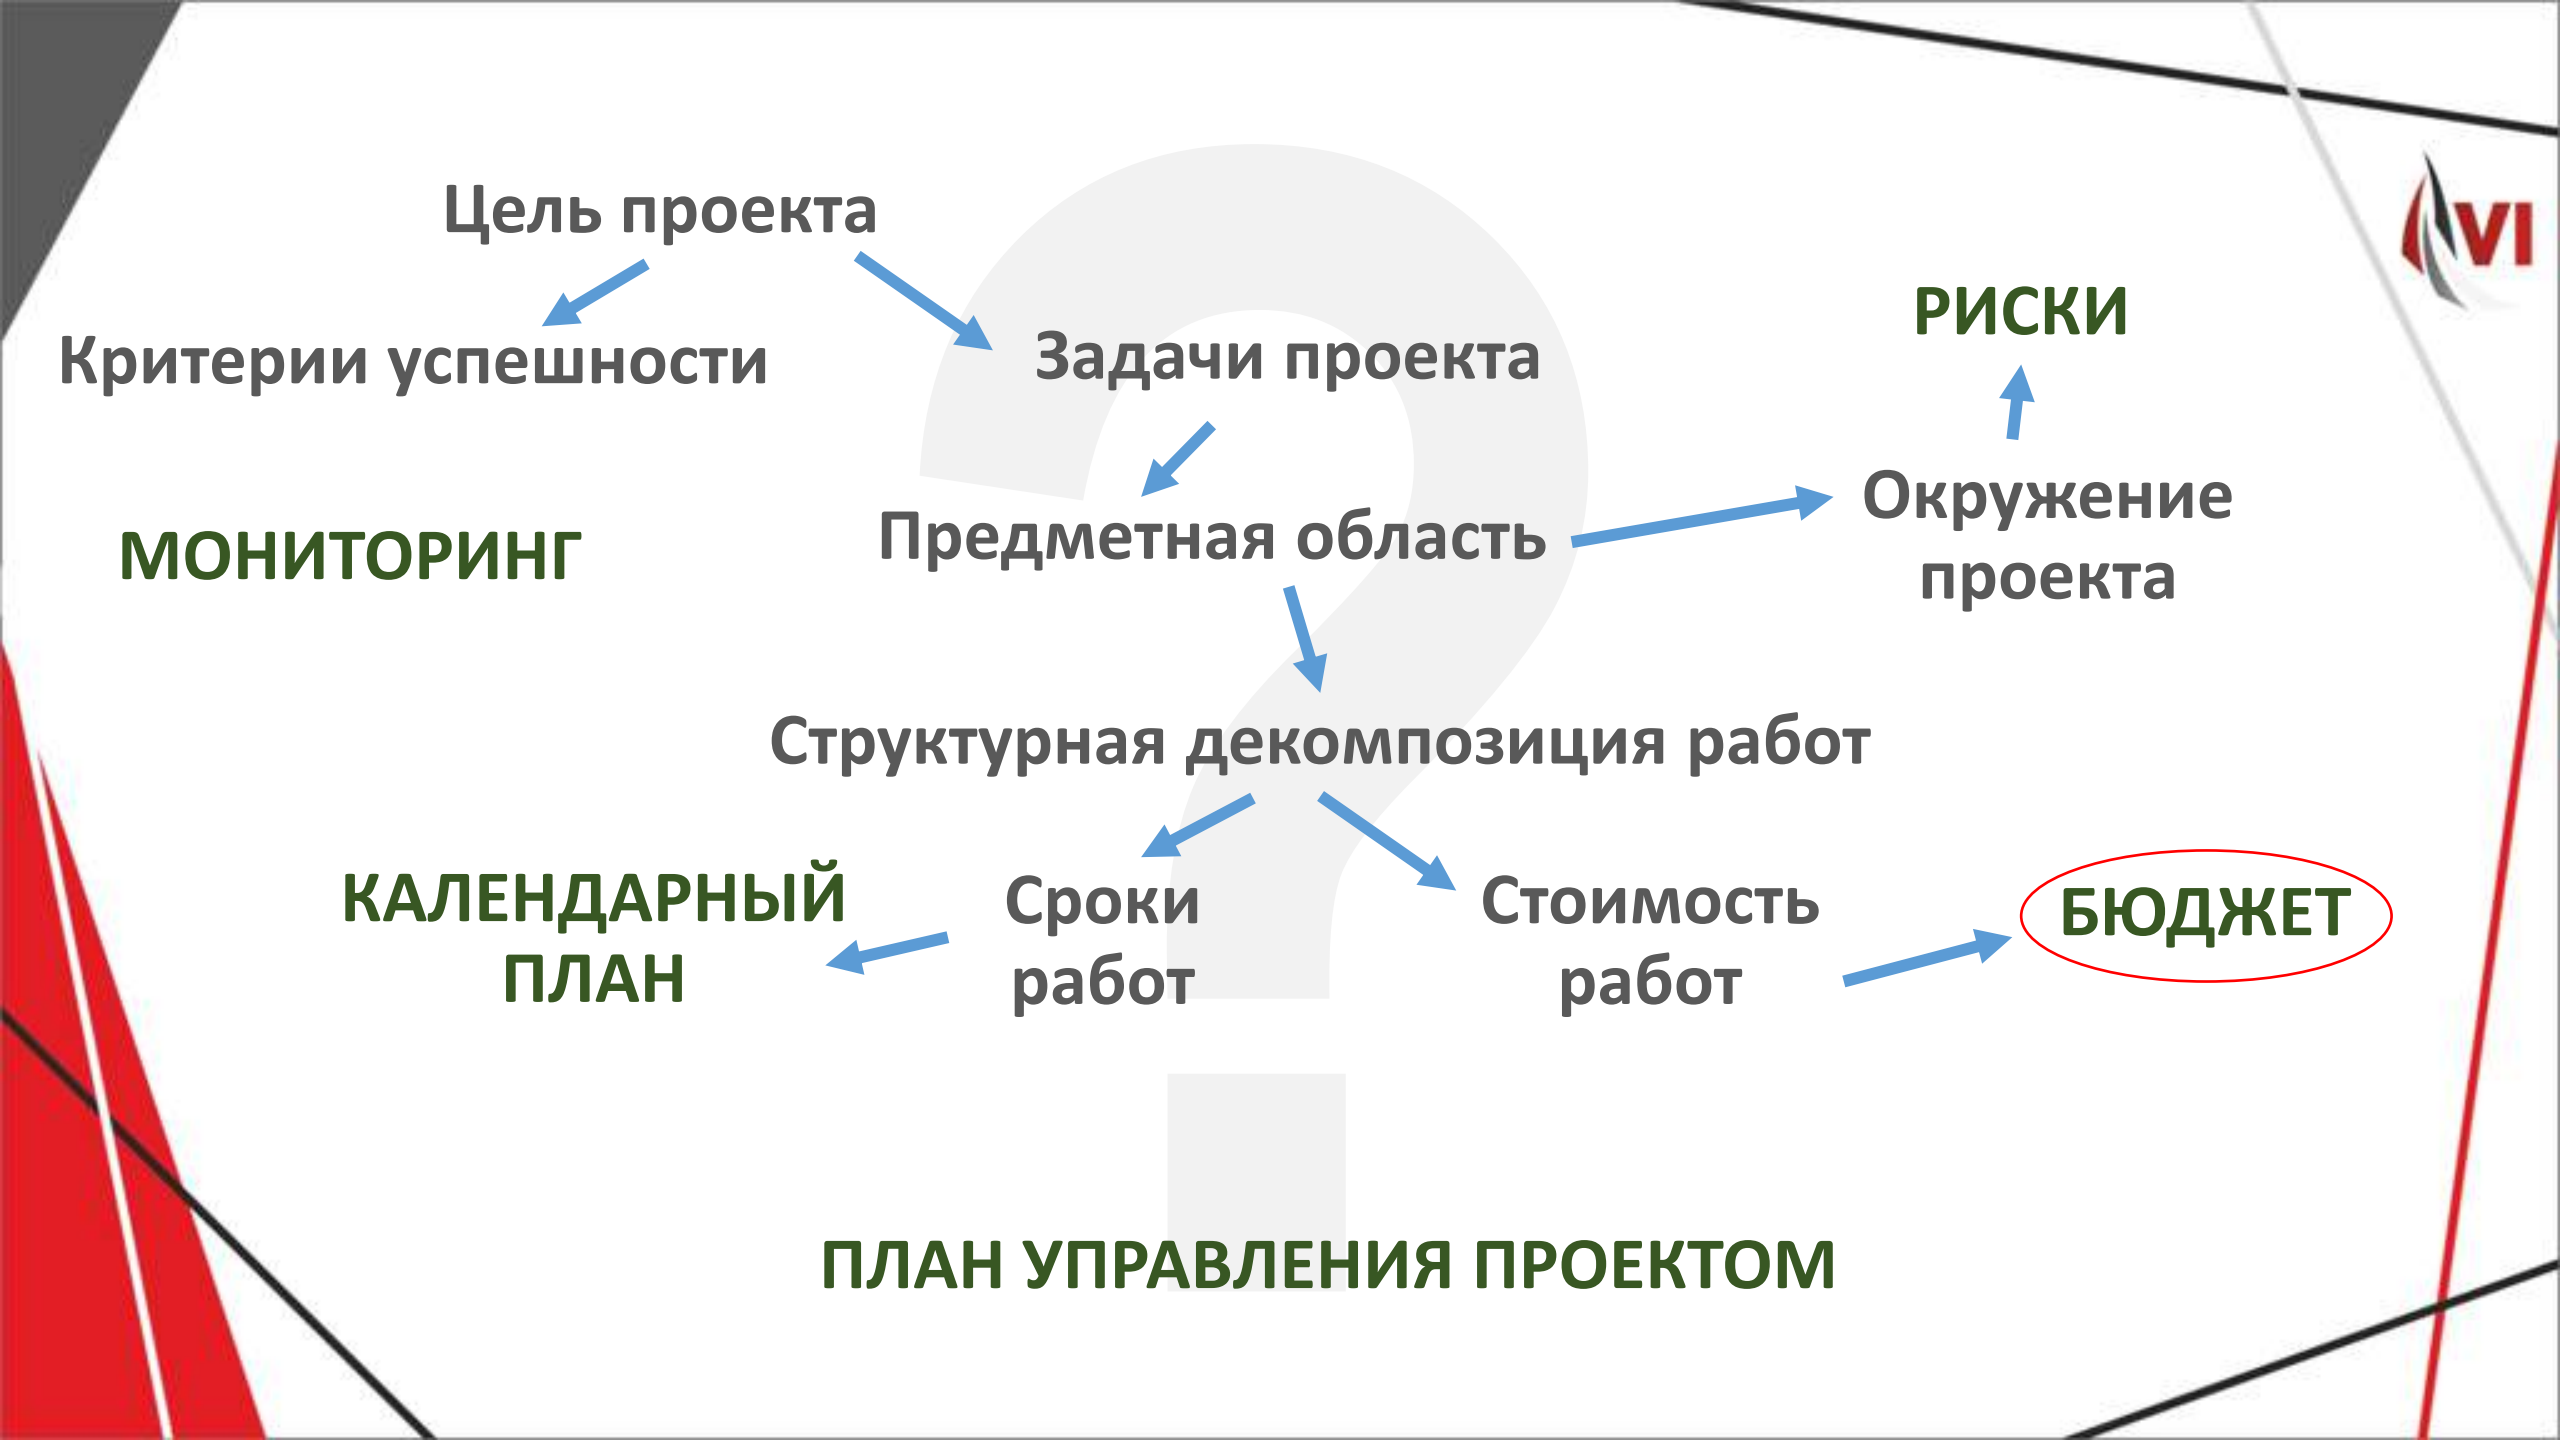 Цель проекта
VI
РИСКИ
Критерии успешности
Задачи проекта
Окружение
проекта
МОНИТОРИНГ
Предметная область
Структурная декомпозиция работ
КАЛЕНДАРНЫЙ
ПЛАН
Сроки
работ
Стоимость
работ
БЮДЖЕТ
ПЛАН УПРАВЛЕНИЯ ПРОЕКТОМ
?